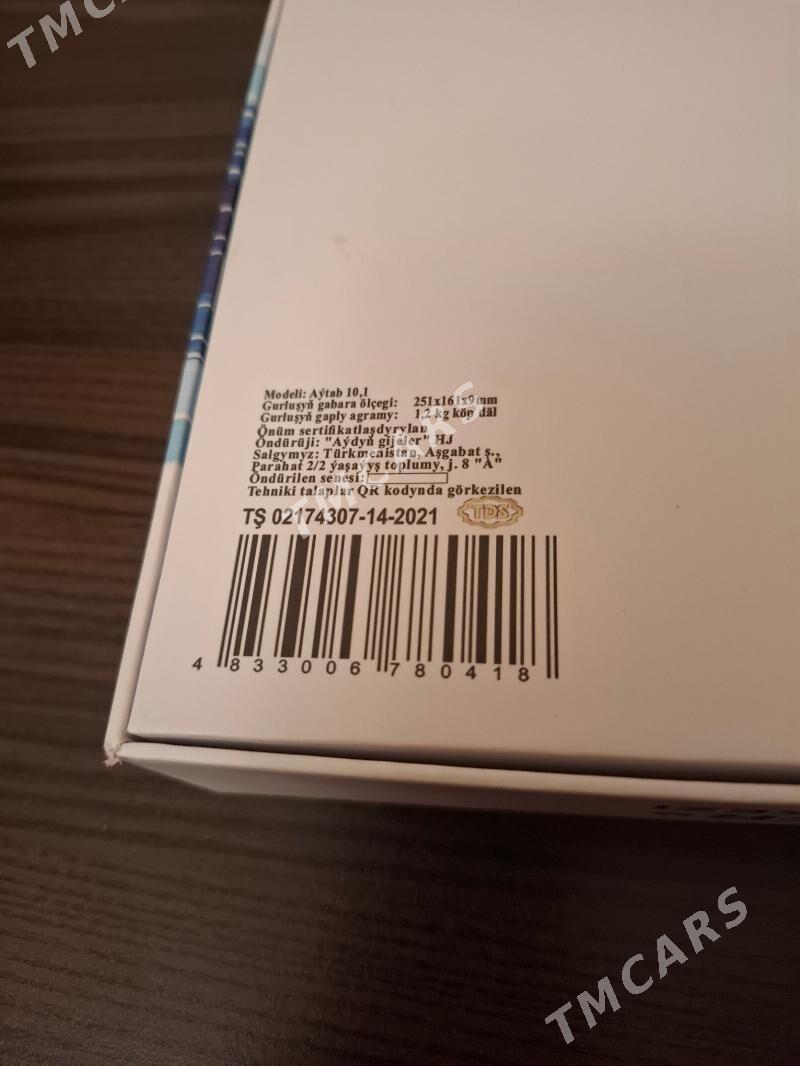 TMCARS
Modeli: Aýtab 10,1
Gurluşyň gabara ölçegi: 251x161x9mm
Gurluşyň gaply agramy: 1,2 kg köp däl
Önüm sertifikatlaşdyrylan
Öndüriji: "Aýdyň gijeler" HJ
Salgymyz: Türkmenistan, Aşgabat ş.,
Parahat 2/2 ýaşaýyş toplumy, j. 8 "A"
Öndürilen senesi:
Tehniki talaplar QR kodynda görkezilen
TŞ 02174307-14-2021 TDS
TMCARS
4 833006 780418
TMCARS